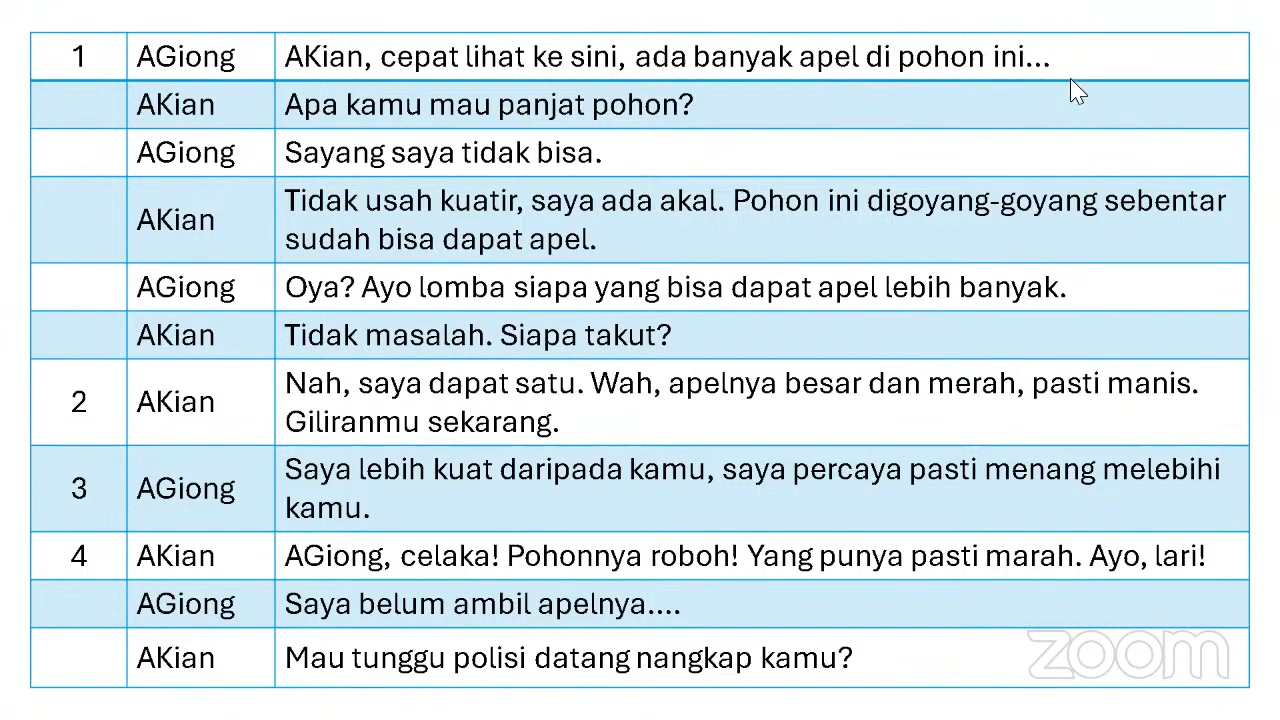 1 AGiong AKian, cepat lihat ke sini, ada banyak apel di pohon ini...
AKian Apa kamu mau panjat pohon?
AGiong Sayang saya tidak bisa.
AKian Tidak usah kuatir, saya ada akal. Pohon ini digoyang-goyang sebentar
sudah bisa dapat apel.
AGiong Oya? Ayo lomba siapa yang bisa dapat apel lebih banyak.
AKian Tidak masalah. Siapa takut?
2 AKian Nah, saya dapat satu. Wah, apelnya besar dan merah, pasti manis.
Giliranmu sekarang.
3 AGiong Saya lebih kuat daripada kamu, saya percaya pasti menang melebihi
kamu.
4 AKian AGiong, celaka! Pohonnya roboh! Yang punya pasti marah. Ayo, lari!
AGiong Saya belum ambil apelnya....
AKian Mau tunggu polisi datang nangkap kamu?
zoom